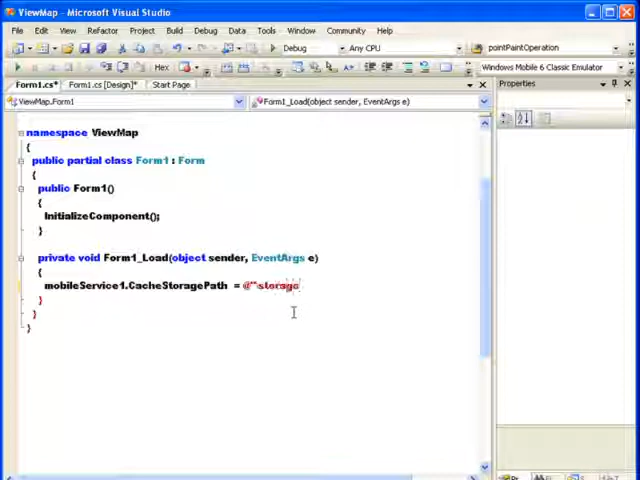 ViewMap - Microsoft Visual Studio
File Edit View Refactor Project Build Debug Data Tools Window Community Help
Debug Any CPU pointPaintOperation
Windows Mobile 6 Classic Emulator
Form1.cs* Form1.cs [Design]* Start Page Properties
ViewMap.Form1 Form1_Load(object sender, EventArgs e)
namespace ViewMap
{
public partial class Form1 : Form
{
public Form1()
{
InitializeComponent();
}
private void Form1_Load(object sender, EventArgs e)
{
mobileService1.CacheStoragePath = @"storage
}
}
}